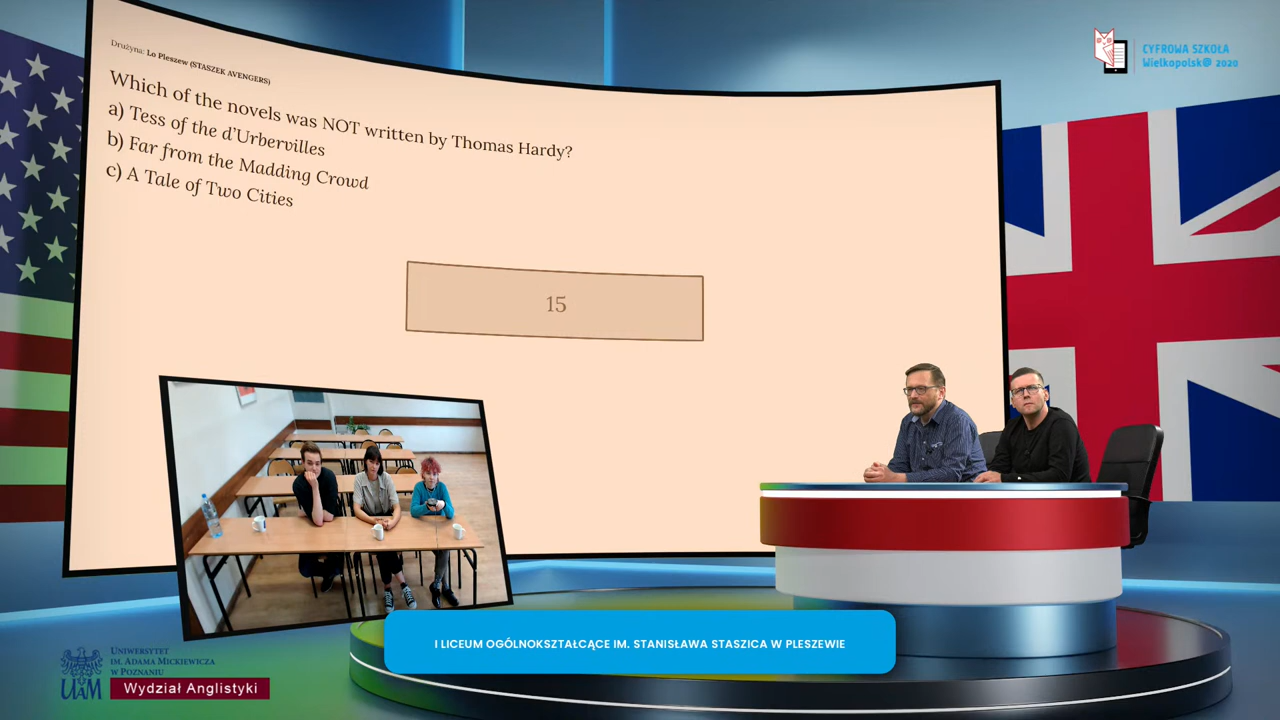 Drużyna: Lo Pleszew (STASZEK AVENGERS)
Which of the novels was NOT written by Thomas Hardy?
a) Tess of the d'Urbervilles
b) Far from the Madding Crowd
c) A Tale of Two Cities
15
CYFROWA SZKOŁA
Wielkopolsk@ 2020
I LICEUM OGÓLNOKSZTAŁCĄCE IM. STANISŁAWA STASZICA W PLESZEWIE
UNIWERSYTET
IM. ADAMA MICKIEWICZA
W POZNANIU
UAM
Wydział Anglistyki